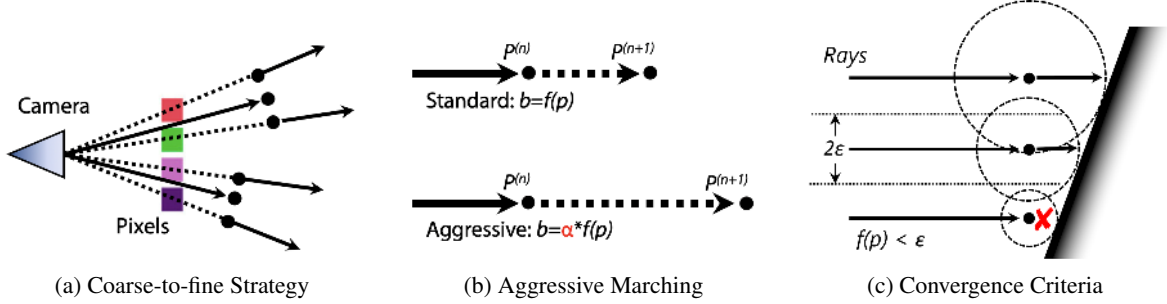 Camera
Pixels
(a) Coarse-to-fine Strategy
P(n) P(n+1)
Standard: b=f(p)
P(n) P(n+1)
Aggressive: b=α*f(p)
(b) Aggressive Marching
Rays
2ε
f(p) < ε
(c) Convergence Criteria